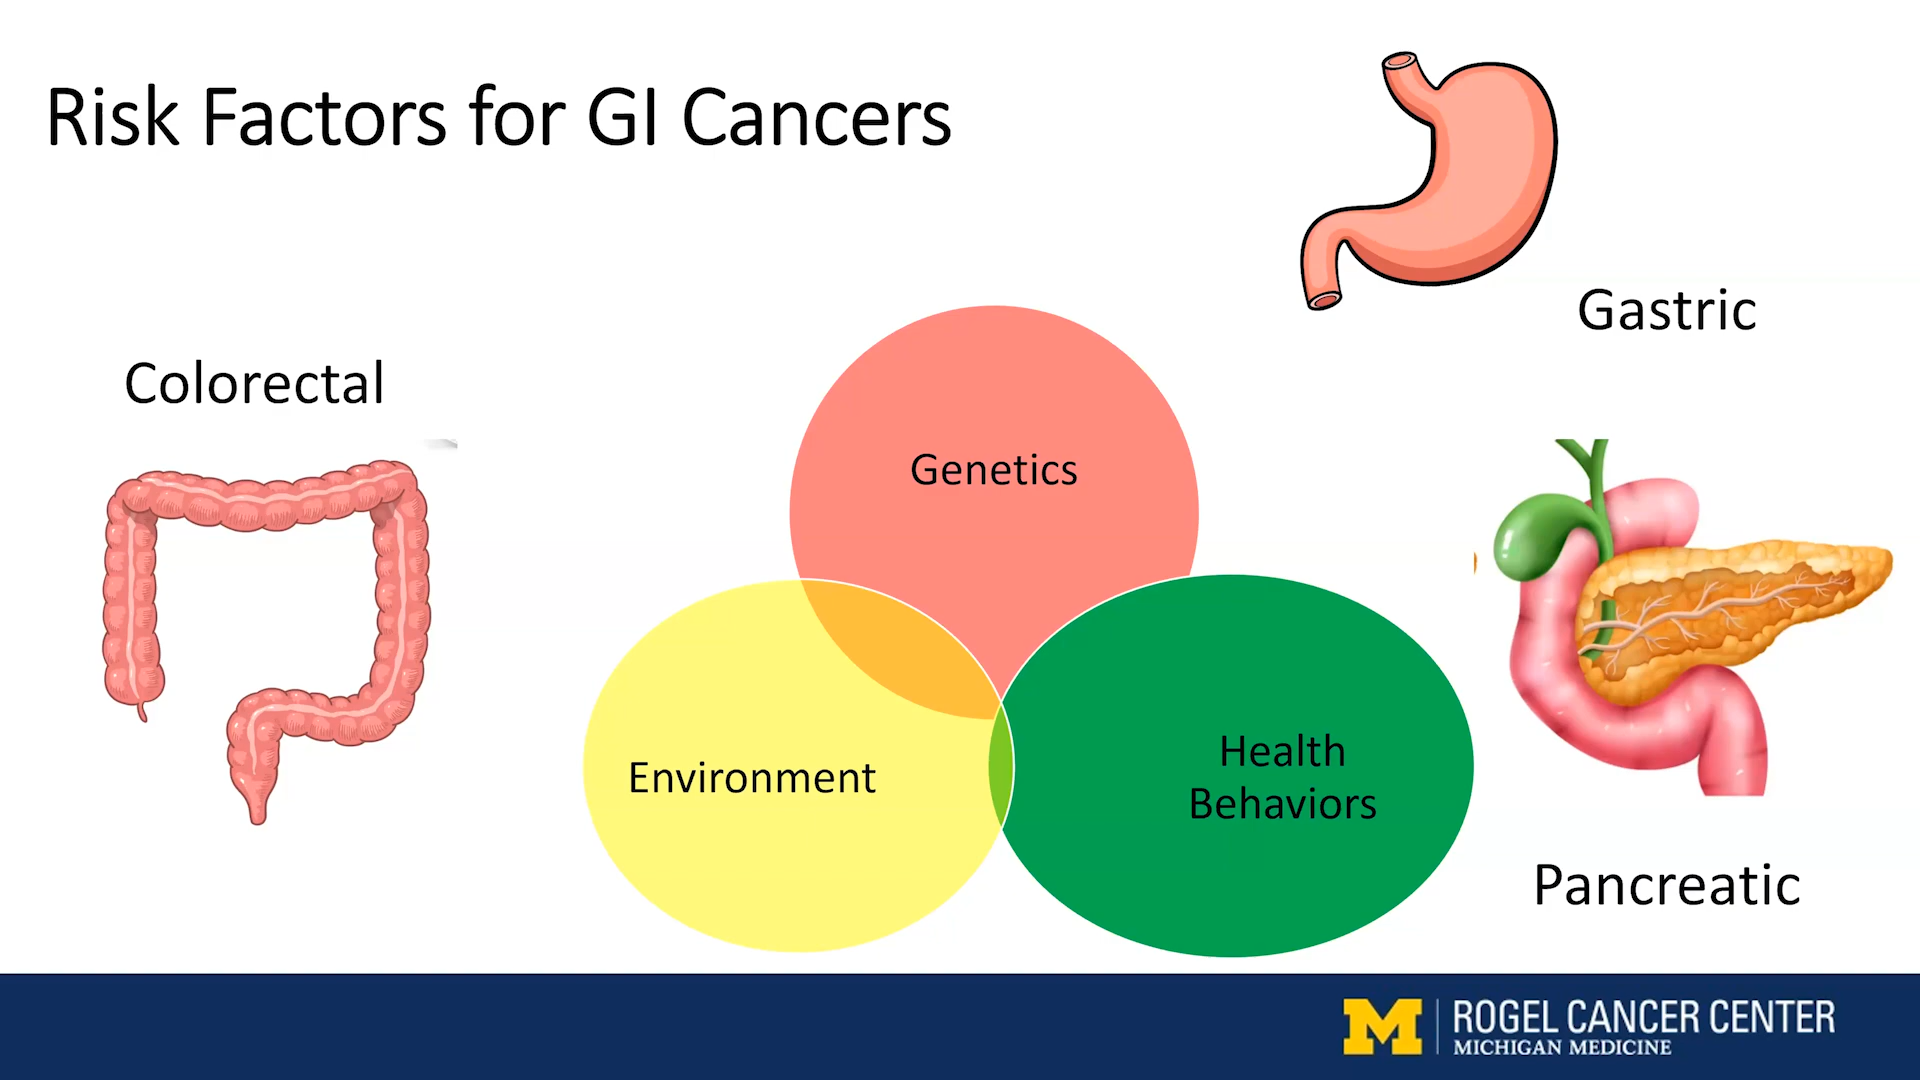 Risk Factors for GI Cancers
Gastric
Colorectal
Genetics
Environment
Health
Behaviors
Pancreatic
M
ROGEL CANCER CENTER
MICHIGAN MEDICINE